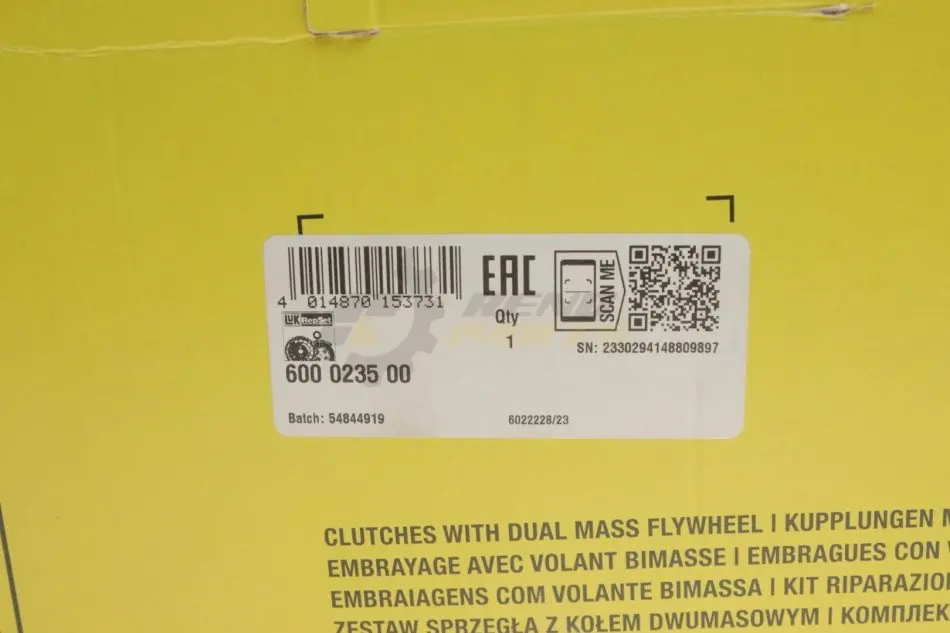 4 014870 153731
EAC
SCAN ME
LuK RepSet
Qty
1
SN: 2330294148809897
600 0235 00
Batch: 54844919
6022228/23
CLUTCHES WITH DUAL MASS FLYWHEEL | KUPPLUNGEN
EMBRAYAGE AVEC VOLANT BIMASSE | EMBRAGUES CON
EMBRAIAGENS COM VOLANTE BIMASSA | KIT RIPARAZIO
ZESTAW SPRZĘGŁA Z KOŁEM DWUMASOWYM | КОМПЛЕК